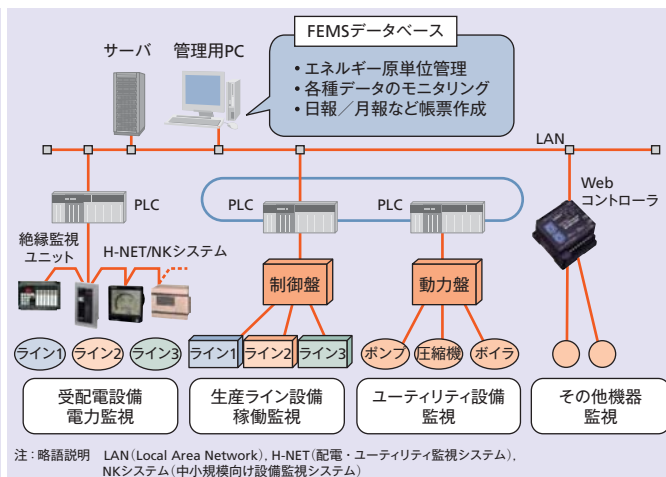 FEMSデータベース
サーバ
管理用PC
• エネルギー原単位管理
• 各種データのモニタリング
• 日報／月報など帳票作成
LAN
PLC
PLC
PLC
Web
コントローラ
絶縁監視
ユニット
H-NET/NKシステム
制御盤
動力盤
ライン1
ライン2
ライン3
ライン1
ライン2
ライン3
ポンプ
圧縮機
ボイラ
受配電設備
電力監視
生産ライン設備
稼働監視
ユーティリティ設備
監視
その他機器
監視
注：略語説明　LAN（Local Area Network），H-NET（配電・ユーティリティ監視システム），
NKシステム（中小規模向け設備監視システム）